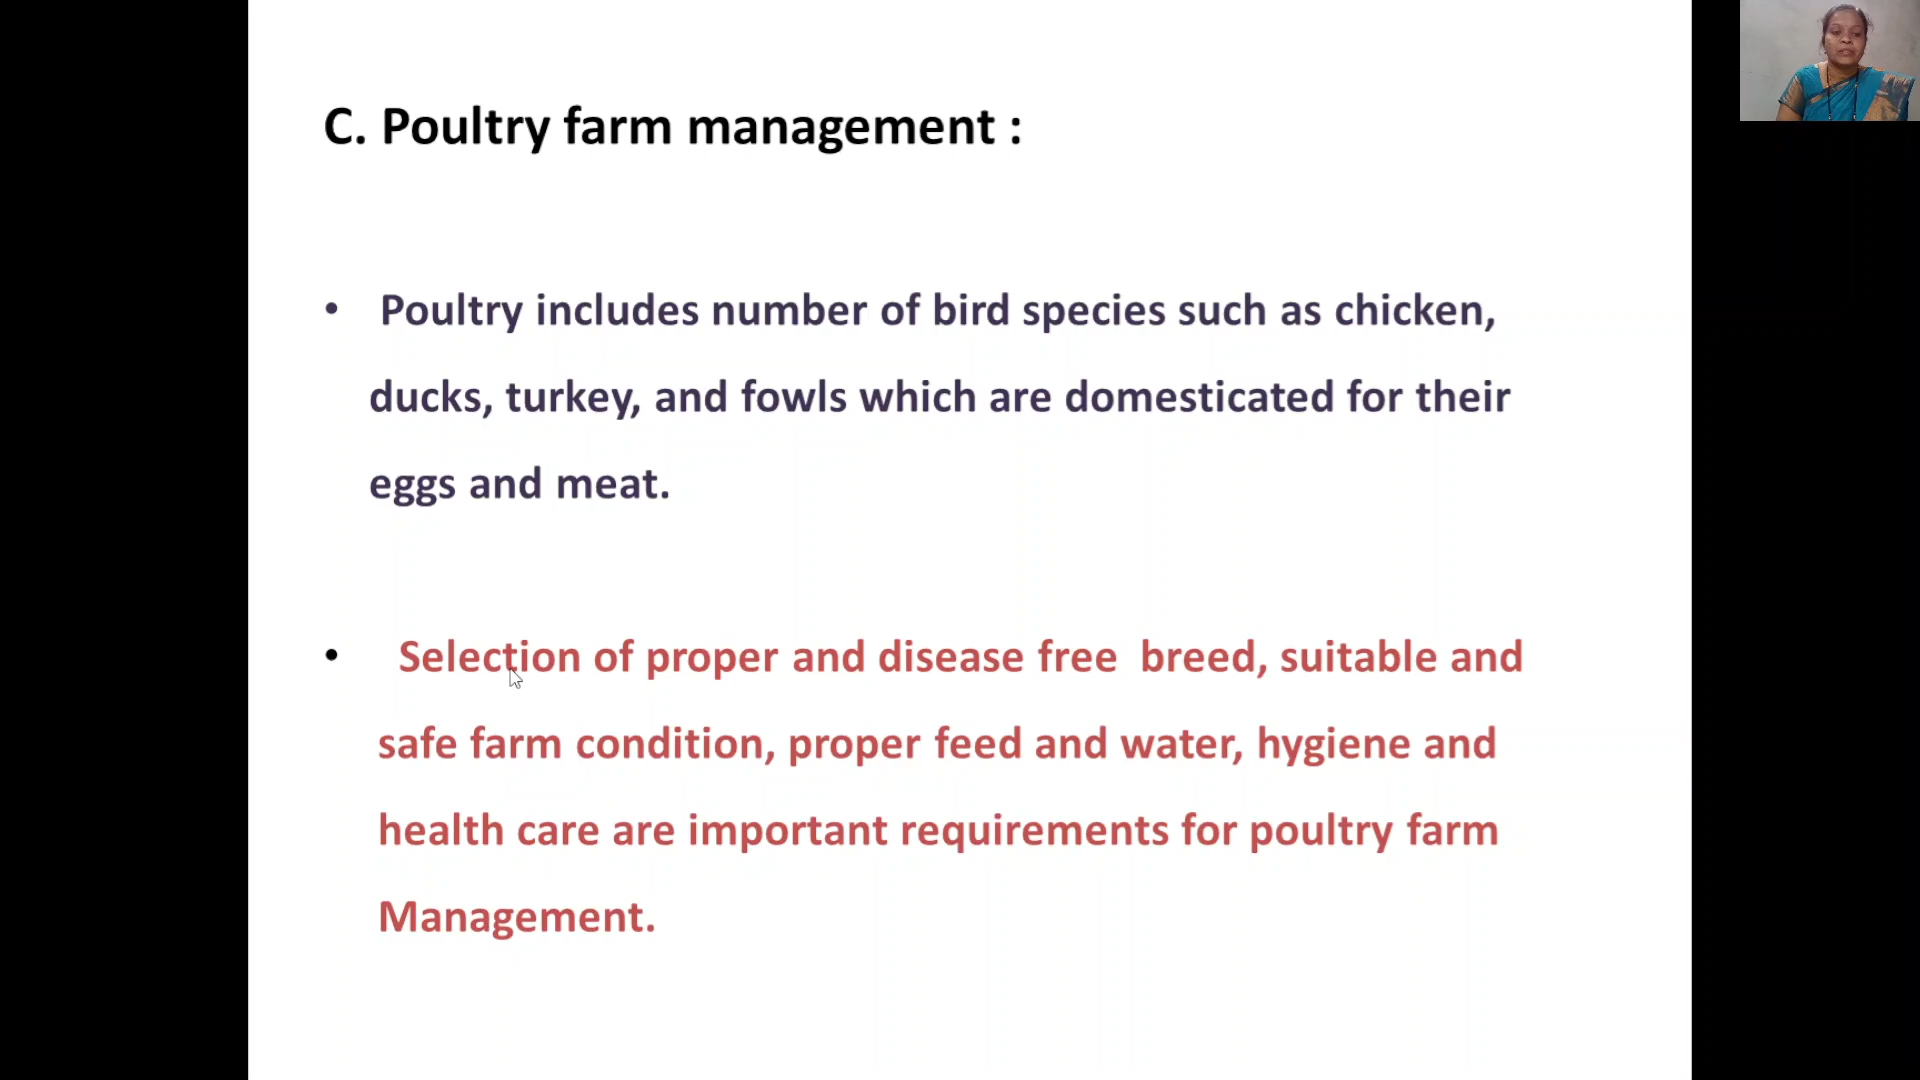 C. Poultry farm management :
• Poultry includes number of bird species such as chicken,
ducks, turkey, and fowls which are domesticated for their
eggs and meat.
• Selection of proper and disease free breed, suitable and
safe farm condition, proper feed and water, hygiene and
health care are important requirements for poultry farm
Management.